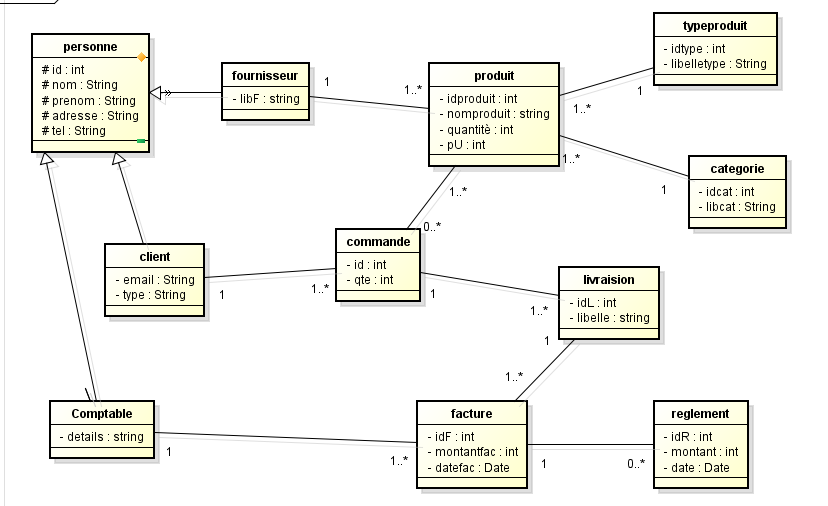 personne
# id : int
# nom : String
# prenom : String
# adresse : String
# tel : String
fournisseur
- libF : string
1
1..*
produit
- idproduit : int
- nomproduit : string
- quantitè : int
- pU : int
typeproduit
- idtype : int
- libelletype : String
1
1..*
1..*
1
categorie
- idcat : int
- libcat : String
1..*
0..*
client
- email : String
- type : String
1
1..*
commande
- id : int
- qte : int
1
1..*
livraision
- idL : int
- libelle : string
1
1..*
Comptable
- details : string
1
1..*
facture
- idF : int
- montantfac : int
- datefac : Date
1
0..*
reglement
- idR : int
- montant : int
- date : Date